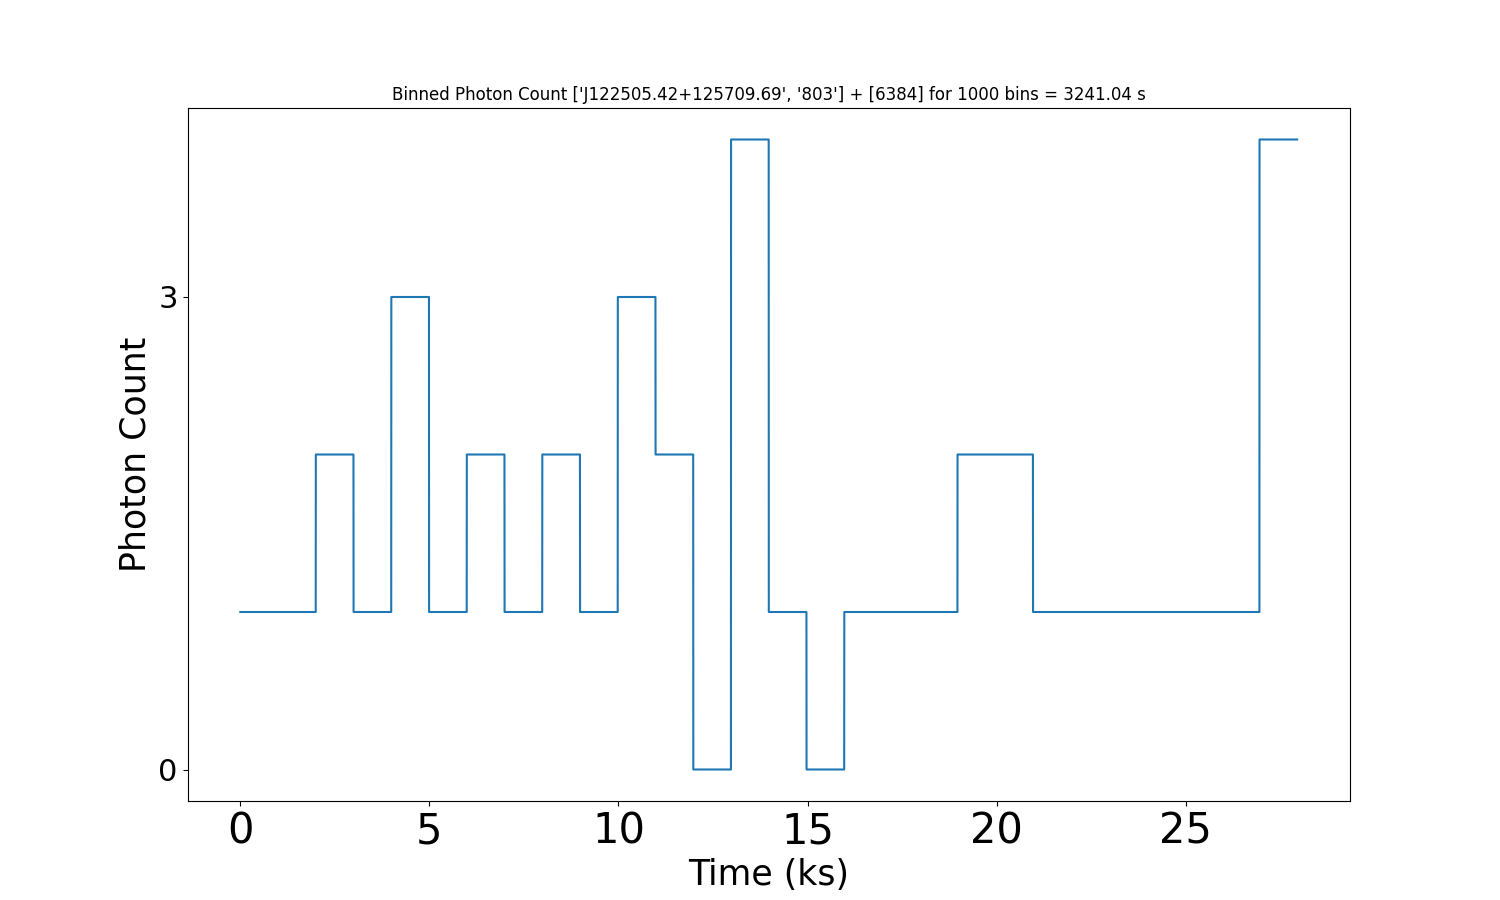 Binned Photon Count ['J122505.42+125709.69', '803'] + [6384] for 1000 bins = 3241.04 s
3
0
Photon Count
0 5 10 15 20 25
Time (ks)